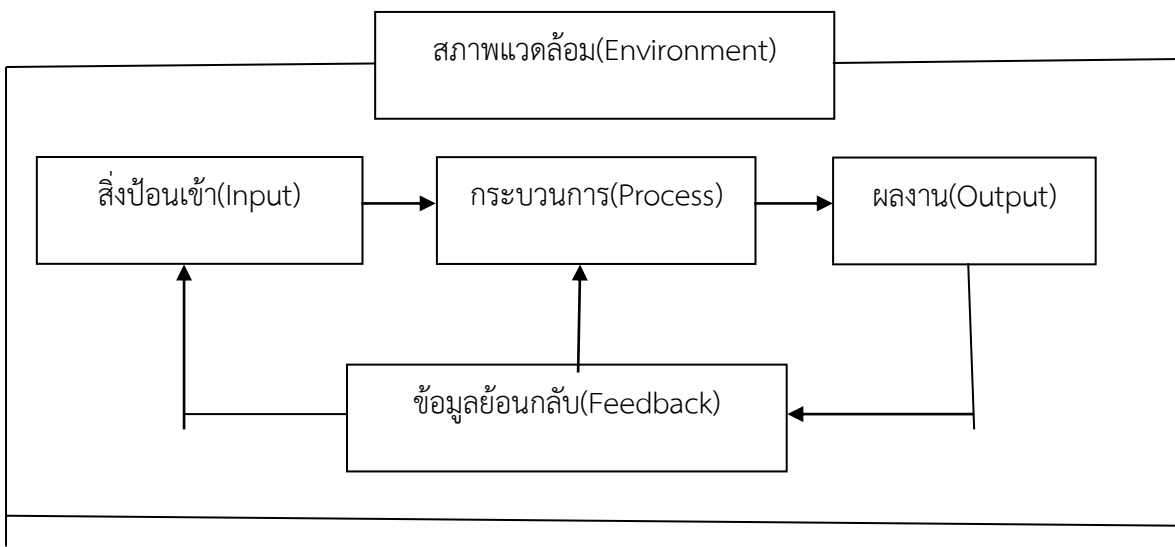 สภาพแวดล้อม(Environment)
สิ่งป้อนเข้า(Input)
กระบวนการ(Process)
ผลงาน(Output)
ข้อมูลย้อนกลับ(Feedback)